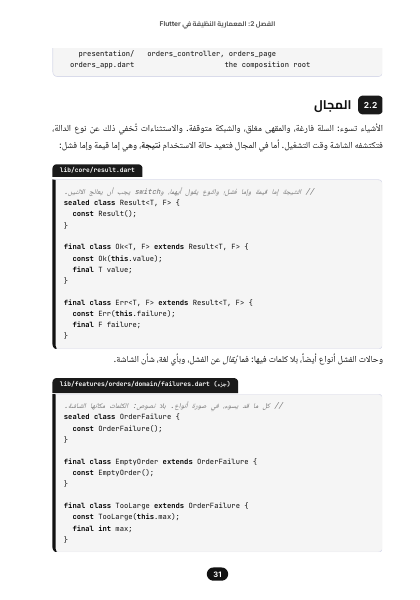 الفصل 2: المعمارية النظيفة في Flutter
presentation/   orders_controller, orders_page
orders_app.dart                     the composition root
2.2 المجال
الأشياء تسوء: السلة فارغة، والمقهى مغلق، والشبكة متوقفة. والاستثناءات تُخفي ذلك عن نوع الدالة،
فتكتشفه الشاشة وقت التشغيل. أما في المجال فتعيد حالة الاستخدام نتيجة، وهي إما قيمة وإما فشل:
lib/core/result.dart
// النتيجة إما قيمة وإما فشل؛ والنوع يقول أيهما، وswitch يجب أن يعالج الاثنين.
sealed class Result<T, F> {
  const Result();
}
final class Ok<T, F> extends Result<T, F> {
  const Ok(this.value);
  final T value;
}
final class Err<T, F> extends Result<T, F> {
  const Err(this.failure);
  final F failure;
}
وحالات الفشل أنواع أيضاً، بلا كلمات فيها؛ فما يُقال عن الفشل، وبأي لغة، شأن الشاشة.
lib/features/orders/domain/failures.dart (جزء)
// كل ما قد يسوء، في صورة أنواع. بلا نصوص: الكلمات مكانها الشاشة.
sealed class OrderFailure {
  const OrderFailure();
}
final class EmptyOrder extends OrderFailure {
  const EmptyOrder();
}
final class TooLarge extends OrderFailure {
  const TooLarge(this.max);
  final int max;
}
31